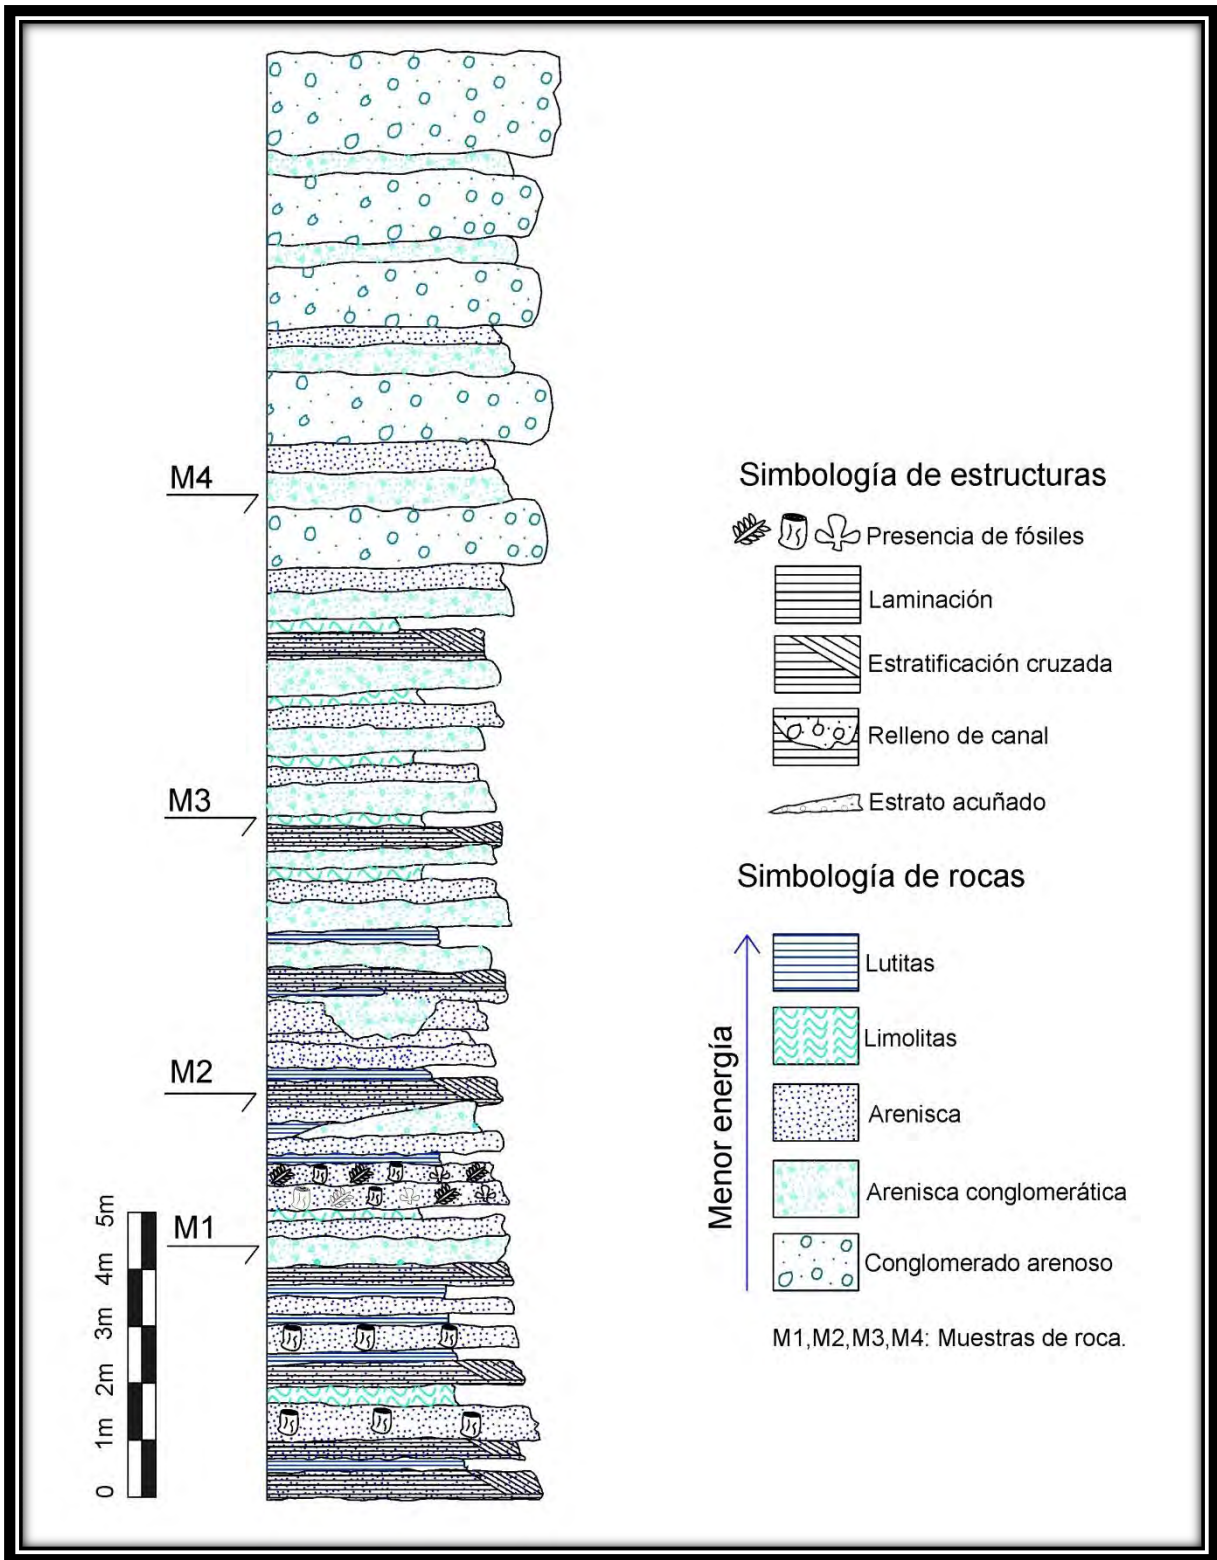 M4
M3
M2
M1
5m
4m
3m
2m
1m
0
Simbología de estructuras
Presencia de fósiles
Laminación
Estratificación cruzada
Relleno de canal
Estrato acuñado
Simbología de rocas
Menor energía
Lutitas
Limolitas
Arenisca
Arenisca conglomerática
Conglomerado arenoso
M1,M2,M3,M4: Muestras de roca.